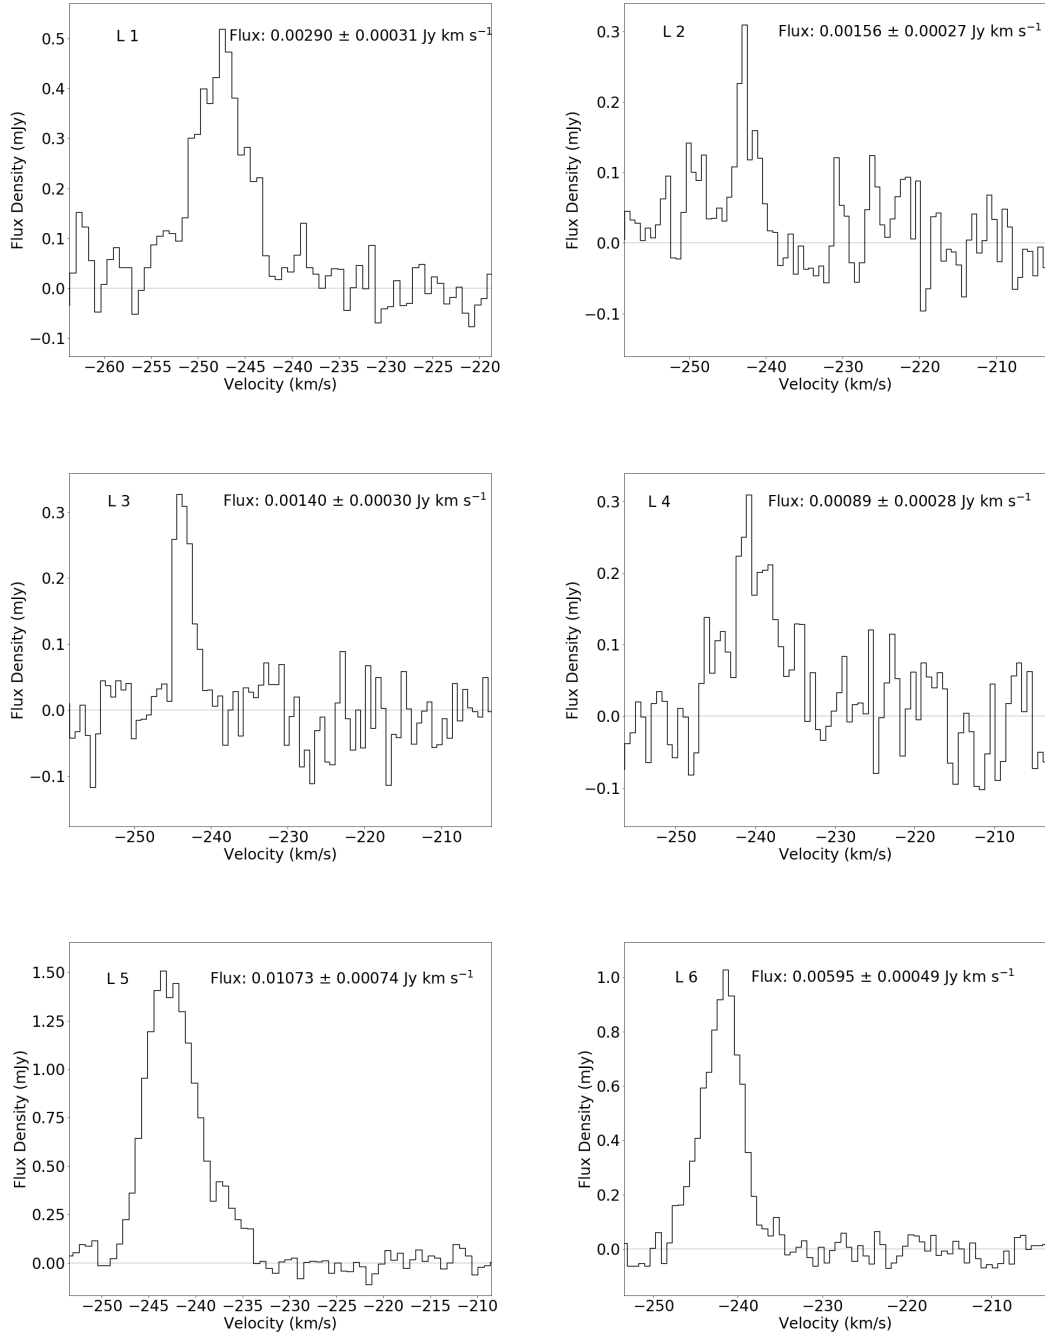 L 1 Flux: 0.00290 ± 0.00031 Jy km s⁻¹
0.5
0.4
0.3
0.2
0.1
0.0
−0.1
Flux Density (mJy)
−260 −255 −250 −245 −240 −235 −230 −225 −220
Velocity (km/s)
L 2 Flux: 0.00156 ± 0.00027 Jy km s⁻¹
0.3
0.2
0.1
0.0
−0.1
Flux Density (mJy)
−250 −240 −230 −220 −210
Velocity (km/s)
L 3 Flux: 0.00140 ± 0.00030 Jy km s⁻¹
0.3
0.2
0.1
0.0
−0.1
Flux Density (mJy)
−250 −240 −230 −220 −210
Velocity (km/s)
L 4 Flux: 0.00089 ± 0.00028 Jy km s⁻¹
0.3
0.2
0.1
0.0
−0.1
Flux Density (mJy)
−250 −240 −230 −220 −210
Velocity (km/s)
L 5 Flux: 0.01073 ± 0.00074 Jy km s⁻¹
1.50
1.25
1.00
0.75
0.50
0.25
0.00
Flux Density (mJy)
−250 −245 −240 −235 −230 −225 −220 −215 −210
Velocity (km/s)
L 6 Flux: 0.00595 ± 0.00049 Jy km s⁻¹
1.0
0.8
0.6
0.4
0.2
0.0
Flux Density (mJy)
−250 −240 −230 −220 −210
Velocity (km/s)